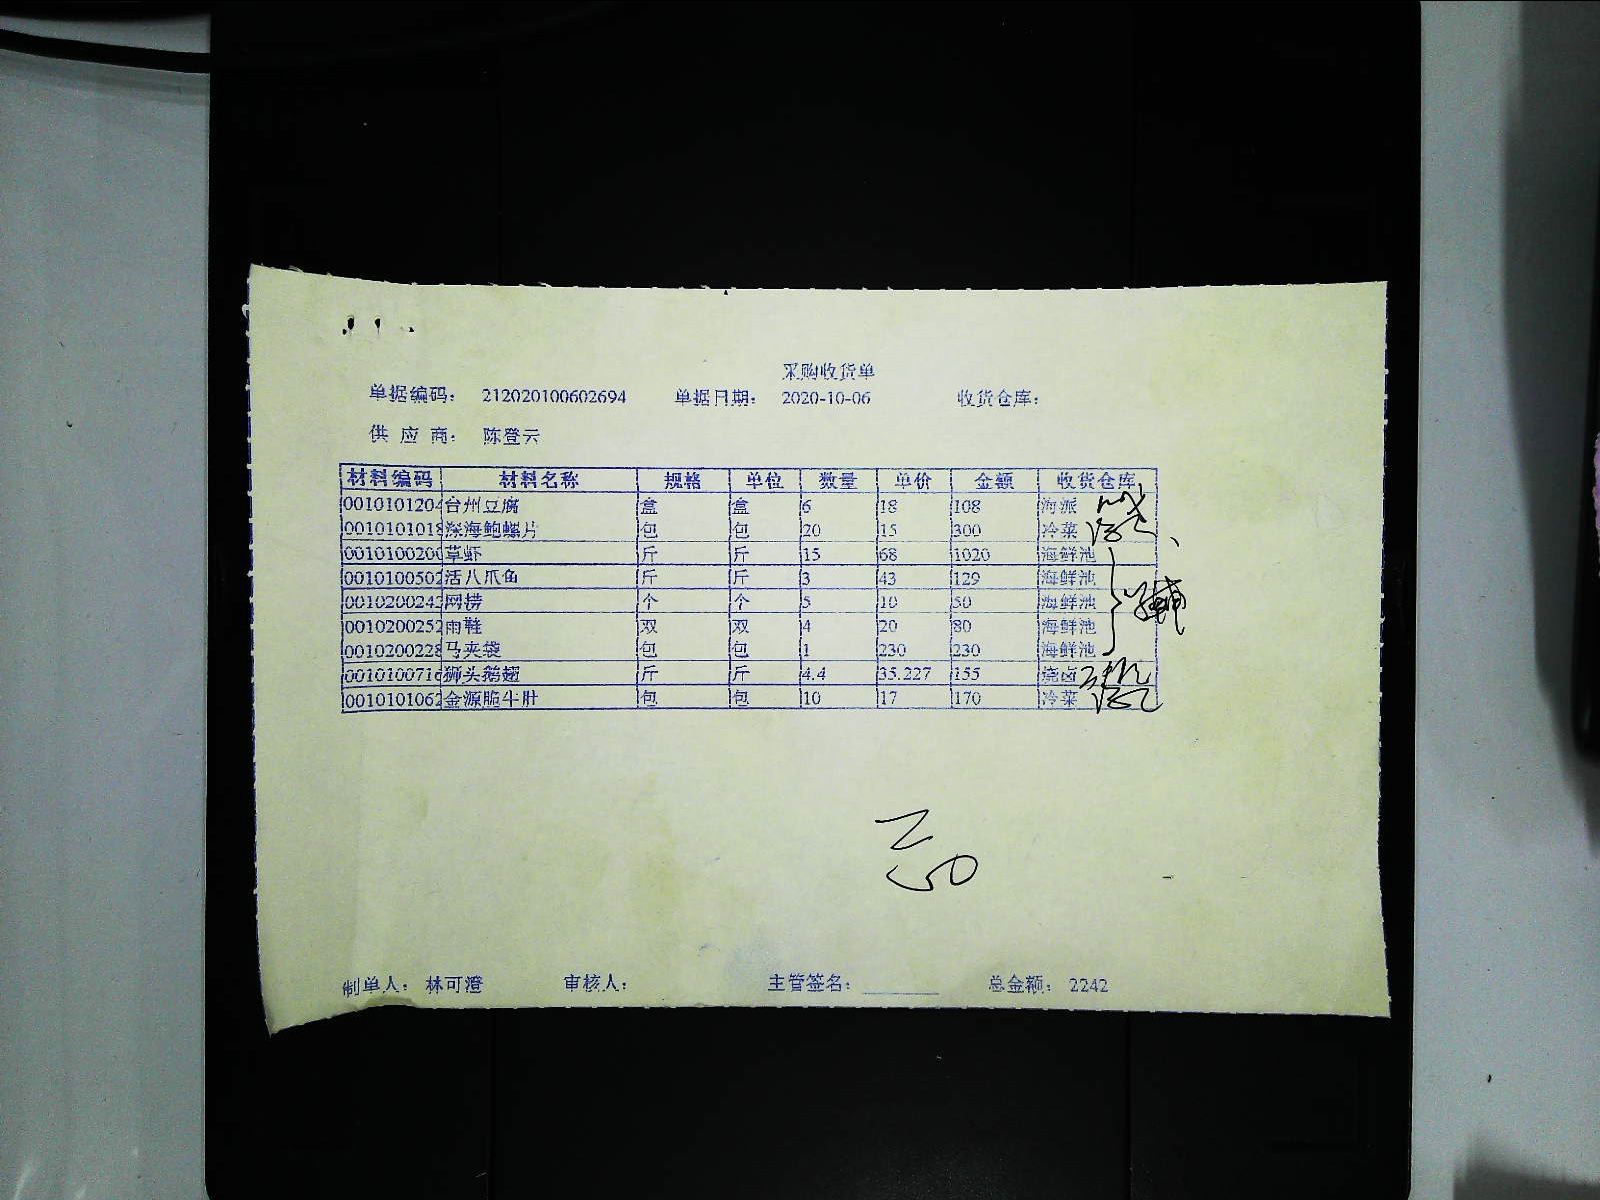 采购收货单
单据编码: 212020100602694 单据日期: 2020-10-06 收货仓库:
供 应 商: 陈登云
材料编码 材料名称 规格 单位 数量 单价 金额 收货仓库
0010101204 台州豆腐 盒 盒 6 18 108 海派
0010101018 深海鲍螺片 包 包 20 15 300 冷菜
0010100200 草虾 斤 斤 15 68 1020 海鲜池
0010100502 活八爪鱼 斤 斤 3 43 129 海鲜池
0010200242 网捞 个 个 5 10 50 海鲜池
0010200252 雨鞋 双 双 4 20 80 海鲜池
0010200228 马夹袋 包 包 1 230 230 海鲜池
0010100716 狮头鹅翅 斤 斤 4.4 35.227 155 烧卤
0010101062 金源脆牛肚 包 包 10 17 170 冷菜
制单人: 林可澄 审核人: 主管签名: 总金额: 2242